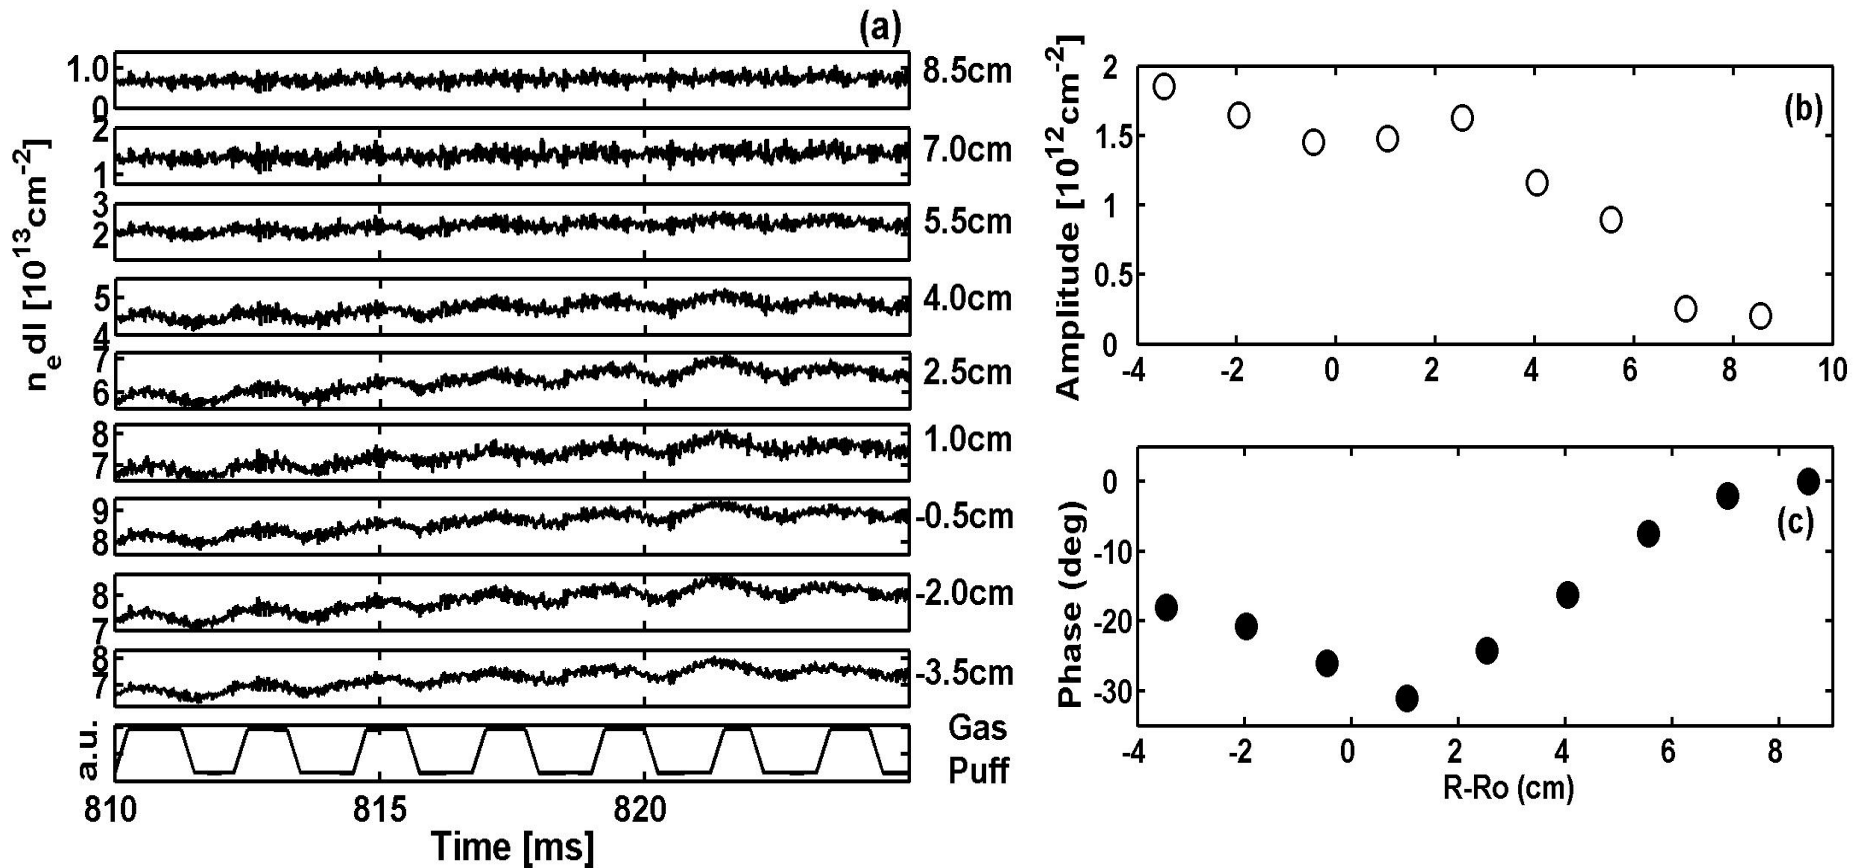 (a)
n_e dl [10^13 cm^-2]
1.0
0
8.5cm
2
1
7.0cm
3
2
5.5cm
5
4
4.0cm
7
6
2.5cm
8
7
1.0cm
9
8
-0.5cm
8
7
-2.0cm
8
7
-3.5cm
a.u.
Gas
Puff
810 815 820
Time [ms]
(b)
Amplitude [10^12 cm^-2]
2
1.5
1
0.5
0
-4 -2 0 2 4 6 8 10
(c)
Phase (deg)
0
-10
-20
-30
-4 -2 0 2 4 6 8
R-Ro (cm)